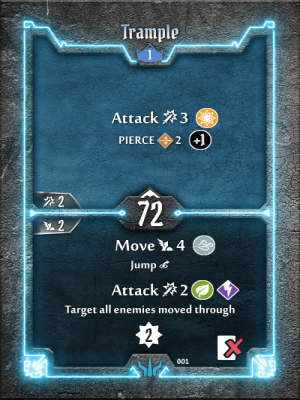 Trample
1
Attack 3
PIERCE 2 +1
2
72
2
Move 4
Jump
Attack 2
Target all enemies moved through
2
001